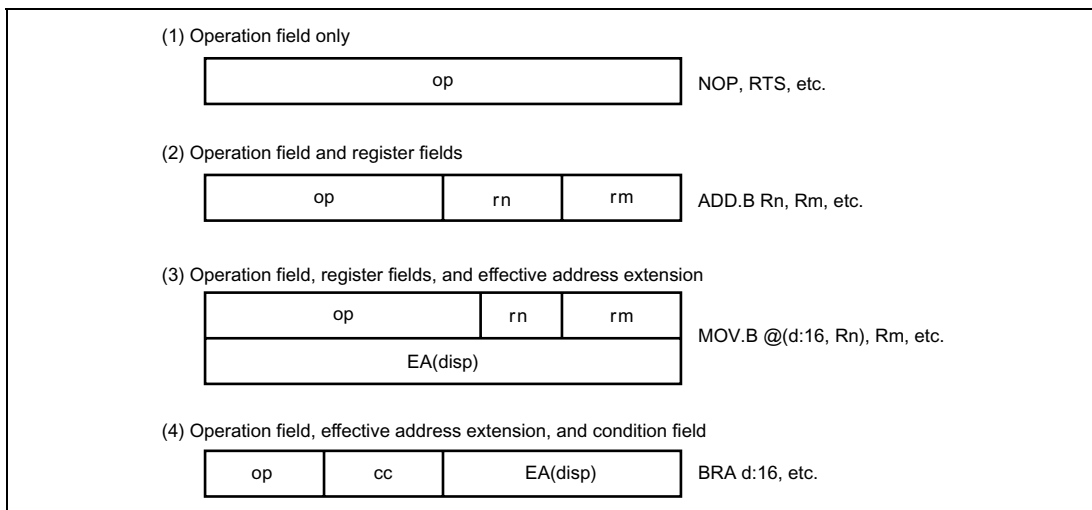 (1) Operation field only
op
NOP, RTS, etc.
(2) Operation field and register fields
op rn rm
ADD.B Rn, Rm, etc.
(3) Operation field, register fields, and effective address extension
op rn rm
EA(disp)
MOV.B @(d:16, Rn), Rm, etc.
(4) Operation field, effective address extension, and condition field
op cc EA(disp)
BRA d:16, etc.